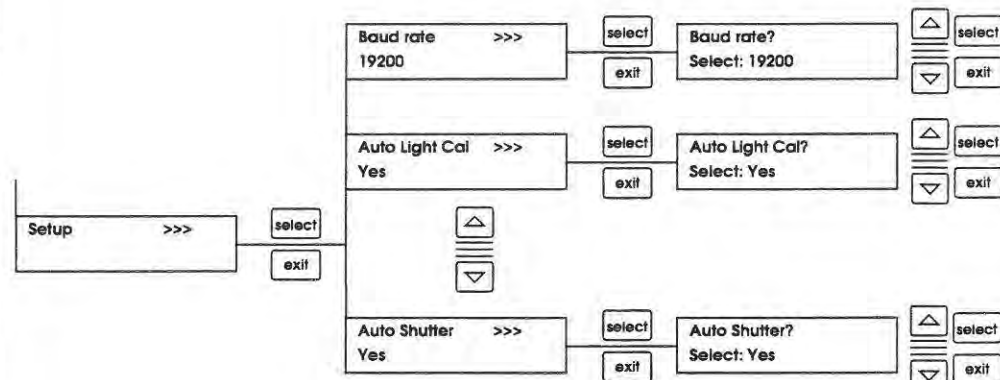 Baud rate >>>
19200
select
exit
Baud rate?
Select: 19200
select
exit
Auto Light Cal >>>
Yes
select
exit
Auto Light Cal?
Select: Yes
select
exit
Setup >>>
select
exit
Auto Shutter >>>
Yes
select
exit
Auto Shutter?
Select: Yes
select
exit